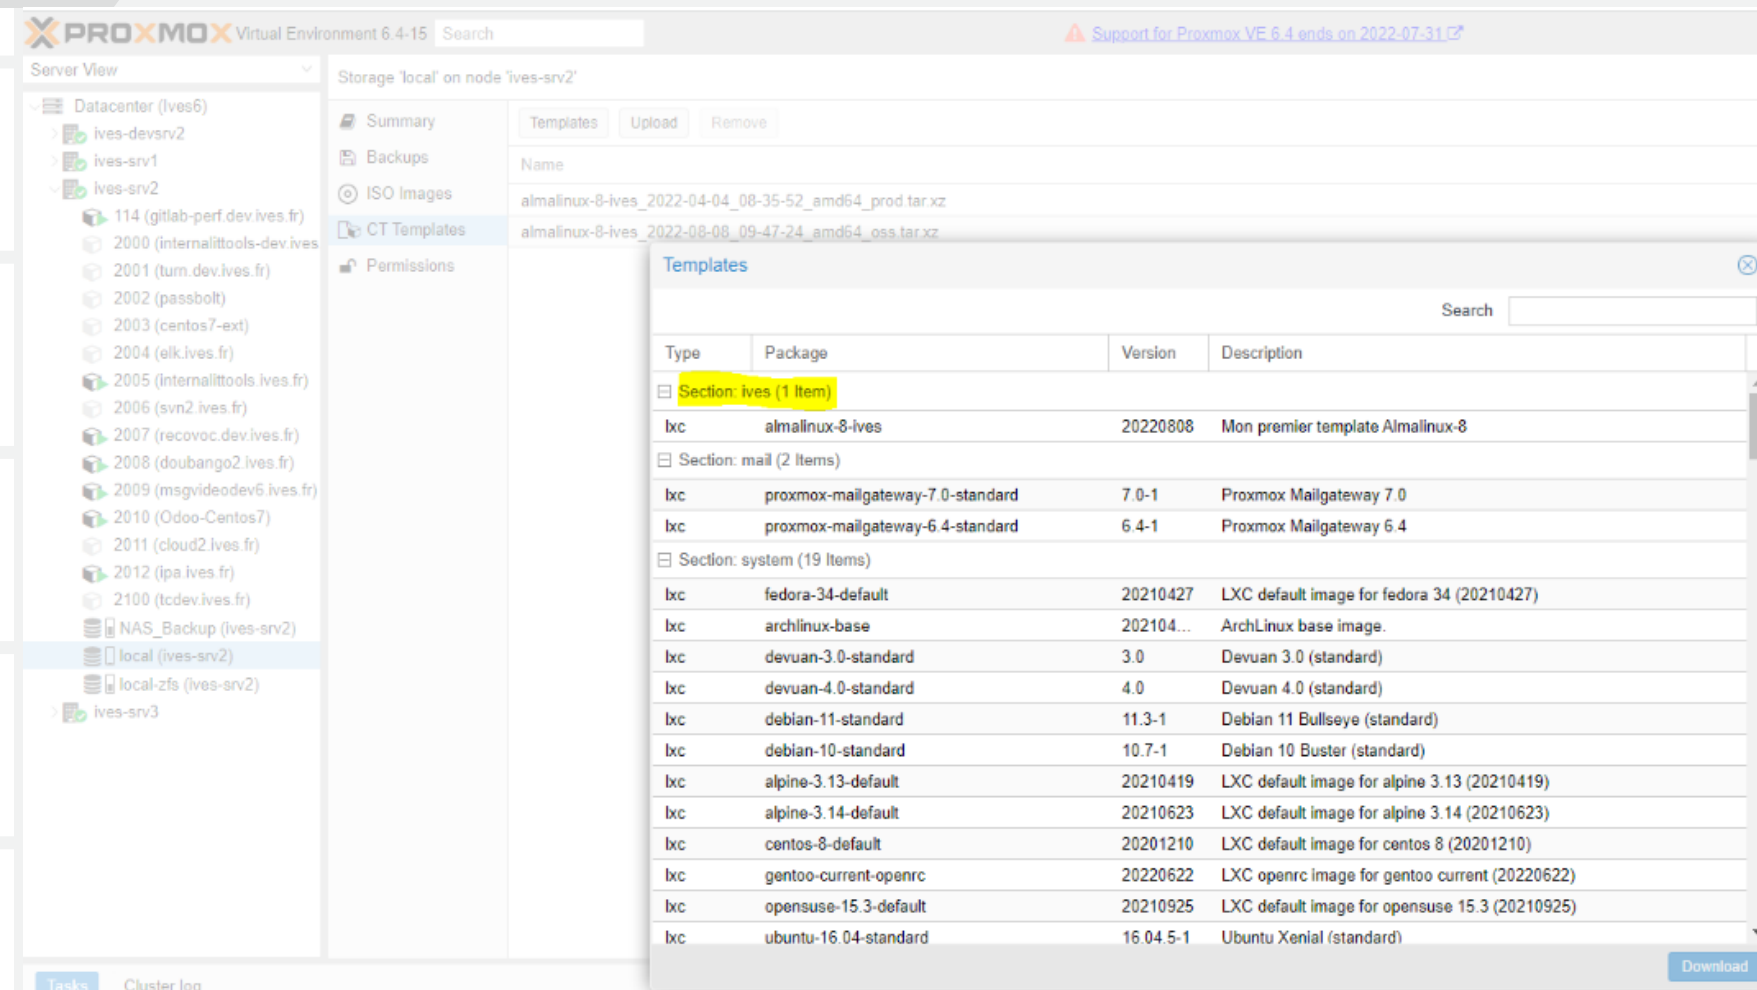 PROXMOX Virtual Environment 6.4-15 Search
Support for Proxmox VE 6.4 ends on 2022-07-31
Server View
Datacenter (Ives6)
ives-devsrv2
ives-srv1
ives-srv2
114 (gitlab-perf.dev.ives.fr)
2000 (internalittools-dev.ives
2001 (turn.dev.ives.fr)
2002 (passbolt)
2003 (centos7-ext)
2004 (elk.ives.fr)
2005 (internalittools.ives.fr)
2006 (svn2.ives.fr)
2007 (recovoc.dev.ives.fr)
2008 (doubango2.ives.fr)
2009 (msgvideodev6.ives.fr)
2010 (Odoo-Centos7)
2011 (cloud2.ives.fr)
2012 (ipa.ives.fr)
2100 (tcdev.ives.fr)
NAS_Backup (ives-srv2)
local (ives-srv2)
local-zfs (ives-srv2)
ives-srv3
Storage 'local' on node 'ives-srv2'
Summary
Backups
ISO Images
CT Templates
Permissions
Templates Upload Remove
Name
almalinux-8-ives_2022-04-04_08-35-52_amd64_prod.tar.xz
almalinux-8-ives_2022-08-08_09-47-24_amd64_oss.tar.xz
Templates
Search
Type Package Version Description
Section: ives (1 Item)
lxc almalinux-8-ives 20220808 Mon premier template Almalinux-8
Section: mail (2 Items)
lxc proxmox-mailgateway-7.0-standard 7.0-1 Proxmox Mailgateway 7.0
lxc proxmox-mailgateway-6.4-standard 6.4-1 Proxmox Mailgateway 6.4
Section: system (19 Items)
lxc fedora-34-default 20210427 LXC default image for fedora 34 (20210427)
lxc archlinux-base 202104... ArchLinux base image.
lxc devuan-3.0-standard 3.0 Devuan 3.0 (standard)
lxc devuan-4.0-standard 4.0 Devuan 4.0 (standard)
lxc debian-11-standard 11.3-1 Debian 11 Bullseye (standard)
lxc debian-10-standard 10.7-1 Debian 10 Buster (standard)
lxc alpine-3.13-default 20210419 LXC default image for alpine 3.13 (20210419)
lxc alpine-3.14-default 20210623 LXC default image for alpine 3.14 (20210623)
lxc centos-8-default 20201210 LXC default image for centos 8 (20201210)
lxc gentoo-current-openrc 20220622 LXC openrc image for gentoo current (20220622)
lxc opensuse-15.3-default 20210925 LXC default image for opensuse 15.3 (20210925)
lxc ubuntu-16.04-standard 16.04.5-1 Ubuntu Xenial (standard)
Download
Tasks Cluster log